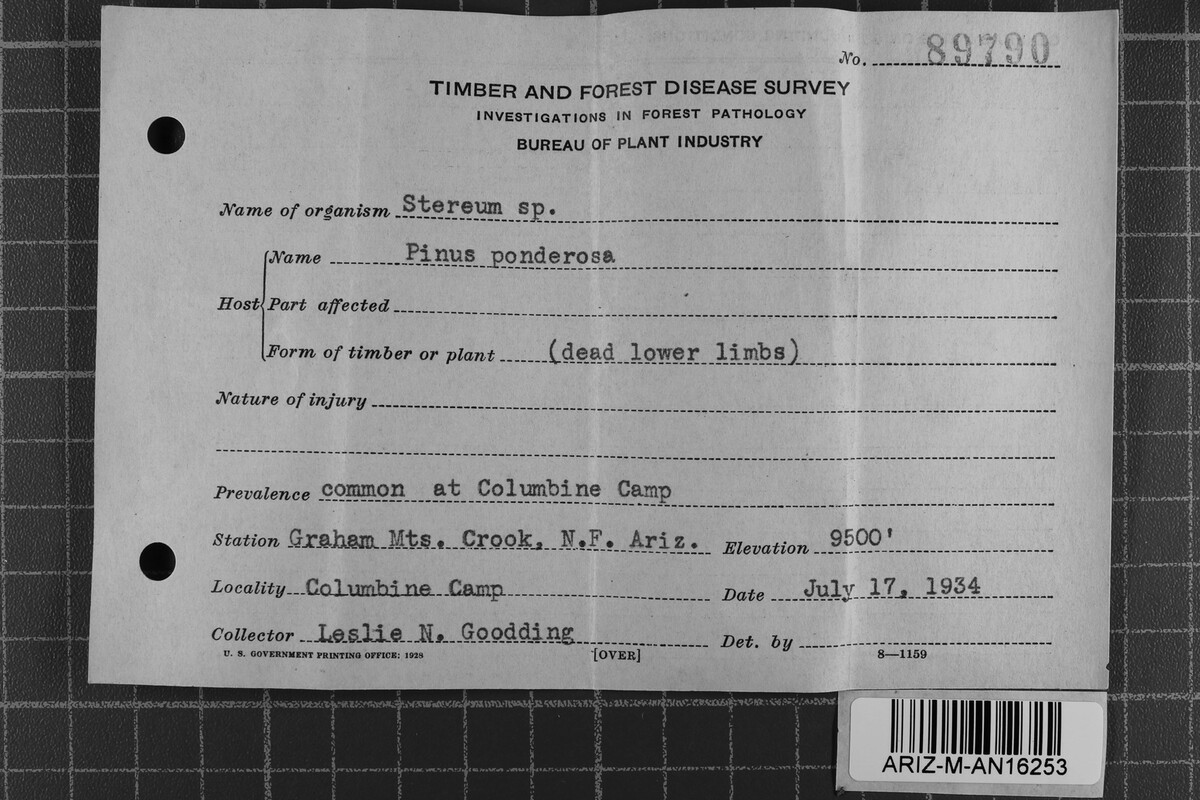 No. 89790
TIMBER AND FOREST DISEASE SURVEY
INVESTIGATIONS IN FOREST PATHOLOGY
BUREAU OF PLANT INDUSTRY
Name of organism Stereum sp.
Host
Name Pinus ponderosa
Part affected
Form of timber or plant (dead lower limbs)
Nature of injury
Prevalence common at Columbine Camp
Station Graham Mts. Crook, N.F. Ariz. Elevation 9500'
Locality Columbine Camp Date July 17, 1934
Collector Leslie N. Goodding Det. by
U. S. GOVERNMENT PRINTING OFFICE: 1928 [OVER] 8—1159
ARIZ-M-AN16253